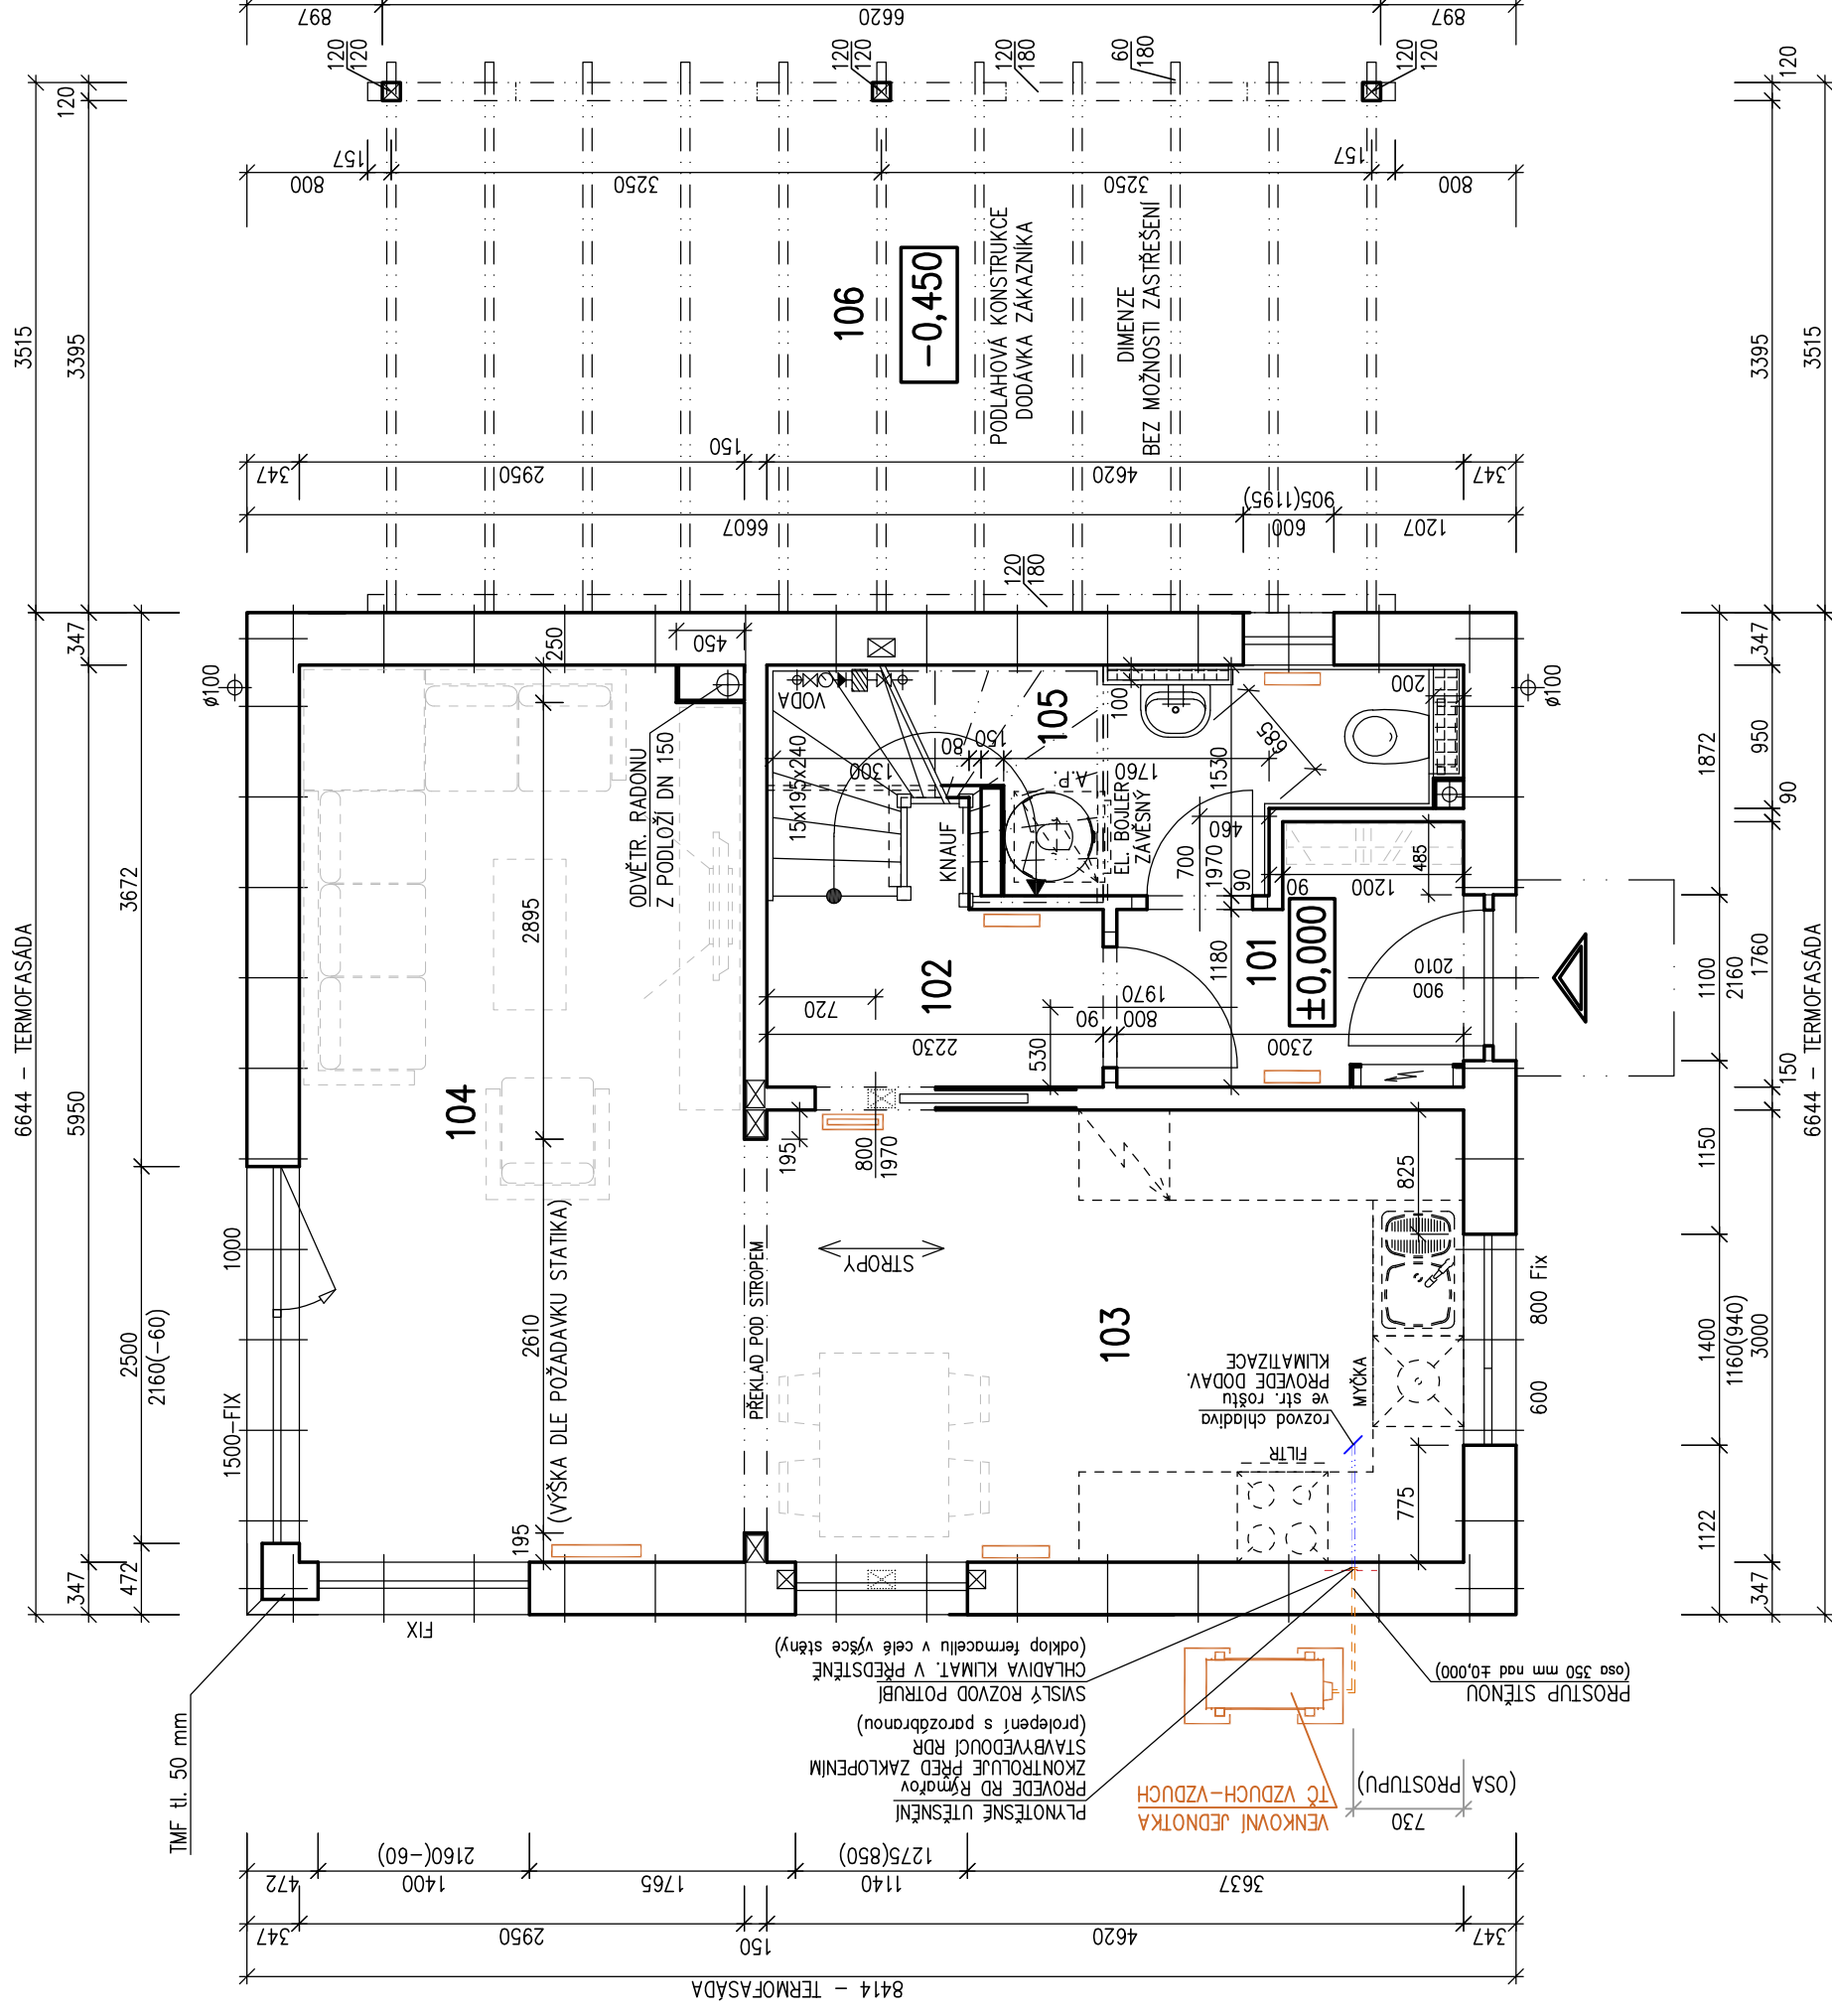 897
6620
897
120
120
120
120
120
180
60
180
120
120
3515
120
3395
157
800
3250
3250
157
800
120
3395
3515
106
-0,450
PODLAHOVÁ KONSTRUKCE
DODÁVKA ZÁKAZNÍKA
DIMENZE
BEZ MOŽNOSTI ZASTŘEŠENÍ
347
2950
150
4620
347
6607
600
905(1195)
1207
120
180
6644 – TERMOFASÁDA
347
5950
347
3672
2500
2160(-60)
472
ø100
1000
1500-FIX
250
450
2895
2610
195
(VÝŠKA DLE POŽADAVKU STATIKA)
ODVĚTR. RADONU
Z PODLOŽÍ DN 150
104
VODA
15x195x240
1300
80
150
KNAUF
105
A.P.
1760
EL. BOJLER
ZÁVĚSNÝ
100
1530
685
200
460
700
1970
90
485
1200
90
102
720
2230
530
90
800
1970
1180
101
±0,000
2300
900
2010
195
800
1970
PŘEKLAD POD STROPEM
STROPY
103
825
775
MYČKA
FILTR
rozvod chladiva
ve str. roštu
PROVEDE DODAV.
KLIMATIZACE
ø100
800 Fix
600
1872
1100
2160
1150
1400
1160(940)
1122
347
950
90
1760
150
3000
347
6644 – TERMOFASÁDA
FIX
TMF tl. 50 mm
SVISLÝ ROZVOD POTRUBÍ
CHLADIVA KLIMAT. V PŘEDSTĚNĚ
(odklop fermacellu v celé výšce stěny)
PLYNOTĚSNÉ UTĚSNĚNÍ
PROVEDE RD Rýmařov
ZKONTROLUJE PŘED ZAKLOPENÍM
STAVBYVEDOUCÍ RDR
(prolepení s parozábranou)
VENKOVNÍ JEDNOTKA
TČ VZDUCH-VZDUCH
PROSTUP STĚNOU
(osa 350 mm nad ±0,000)
730
(OSA PROSTUPU)
472
1400
2160(-60)
1765
1140
1275(850)
3637
347
2950
150
4620
347
8414 – TERMOFASÁDA